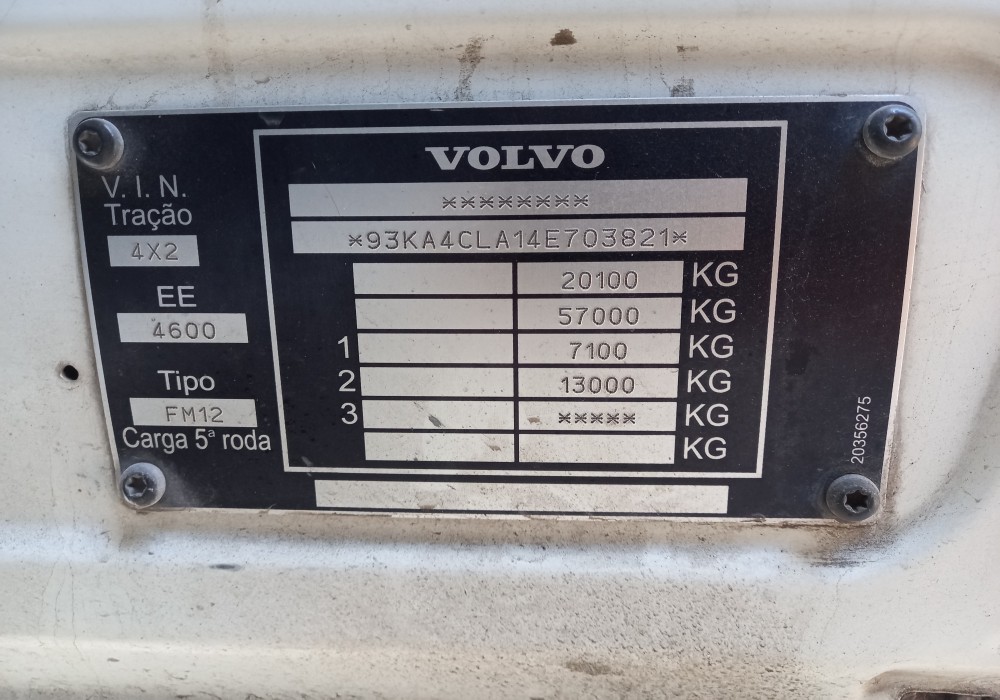 VOLVO
V. I. N.
********
Tração
*93KA4CLA14E703821*
4X2
20100 KG
EE
57000 KG
4600
1 7100 KG
Tipo
2 13000 KG
FM12
3 ***** KG
Carga 5ª roda
KG
20356275